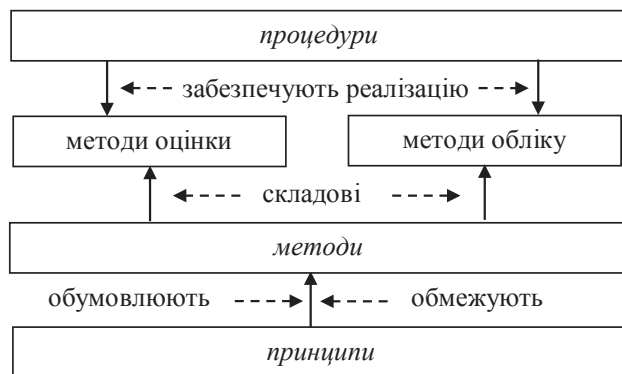 процедури
забезпечують реалізацію
методи оцінки
методи обліку
складові
методи
обумовлюють
обмежують
принципи